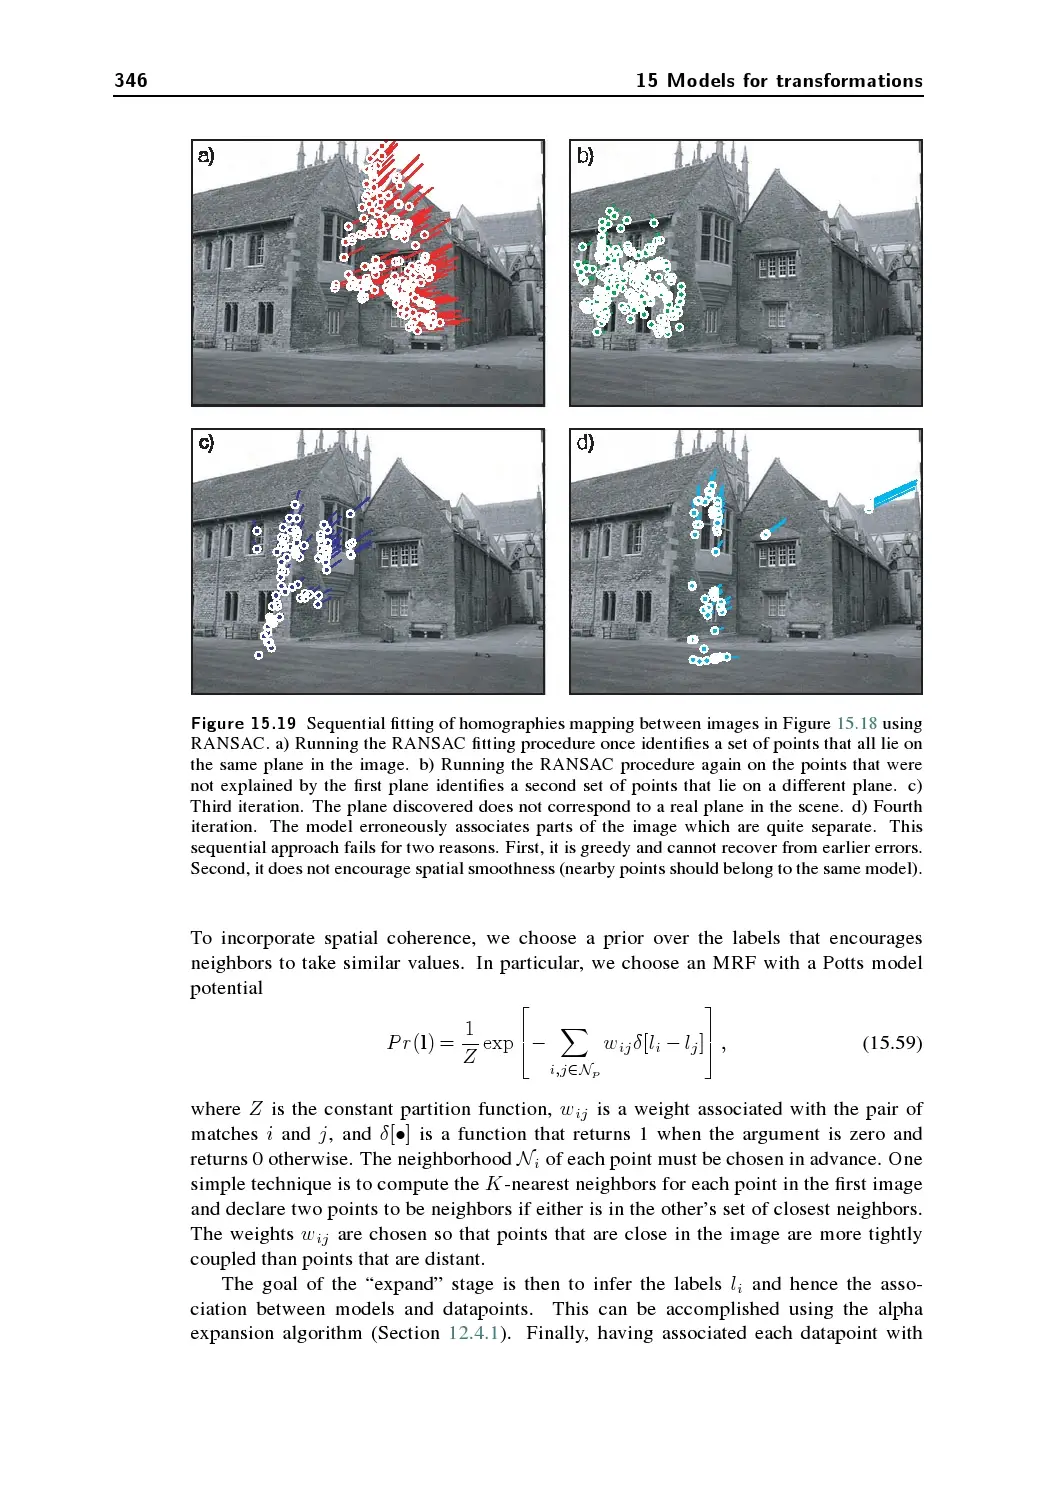 346 15 Models for transformations
a) b)
c) d)
Figure 15.19 Sequential fitting of homographies mapping between images in Figure 15.18 using
RANSAC. a) Running the RANSAC fitting procedure once identifies a set of points that all lie on
the same plane in the image. b) Running the RANSAC procedure again on the points that were
not explained by the first plane identifies a second set of points that lie on a different plane. c)
Third iteration. The plane discovered does not correspond to a real plane in the scene. d) Fourth
iteration. The model erroneously associates parts of the image which are quite separate. This
sequential approach fails for two reasons. First, it is greedy and cannot recover from earlier errors.
Second, it does not encourage spatial smoothness (nearby points should belong to the same model).
To incorporate spatial coherence, we choose a prior over the labels that encourages
neighbors to take similar values. In particular, we choose an MRF with a Potts model
potential
Pr(𝐥) = 1/Z exp [ − ∑_{i,j∈𝒩_p} w_{ij}δ[l_i − l_j] ] , (15.59)
where Z is the constant partition function, w_{ij} is a weight associated with the pair of
matches i and j, and δ[•] is a function that returns 1 when the argument is zero and
returns 0 otherwise. The neighborhood 𝒩_i of each point must be chosen in advance. One
simple technique is to compute the K-nearest neighbors for each point in the first image
and declare two points to be neighbors if either is in the other's set of closest neighbors.
The weights w_{ij} are chosen so that points that are close in the image are more tightly
coupled than points that are distant.
The goal of the “expand” stage is then to infer the labels l_i and hence the asso-
ciation between models and datapoints. This can be accomplished using the alpha
expansion algorithm (Section 12.4.1). Finally, having associated each datapoint with